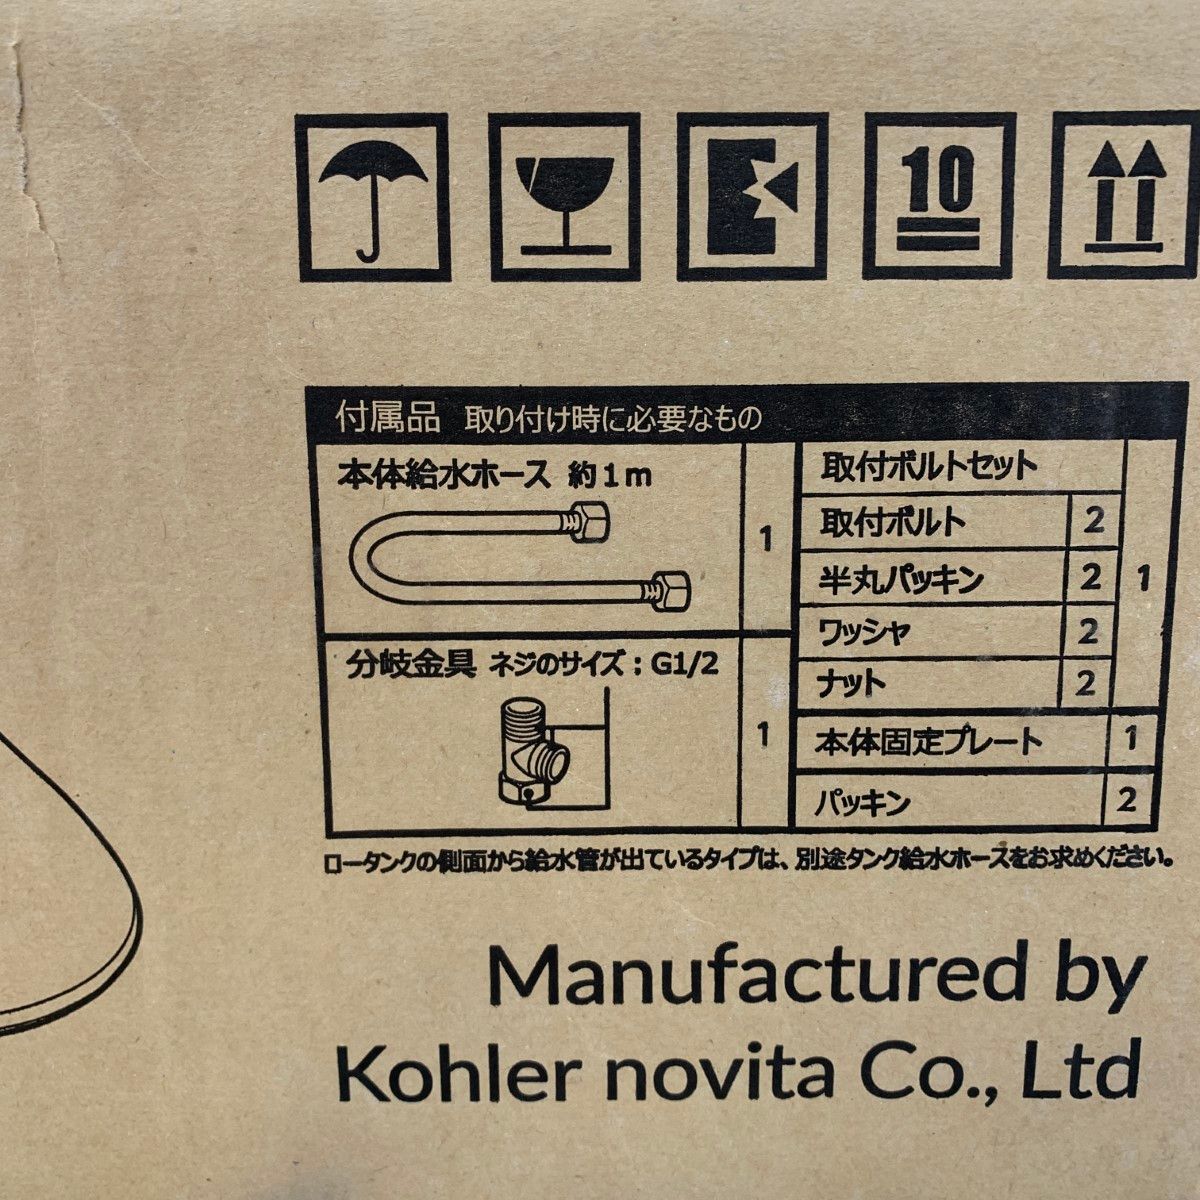 10
付属品 取り付け時に必要なもの
本体給水ホース 約1m
1
分岐金具 ネジのサイズ:G1/2
1
取付ボルトセット
1
取付ボルト 2
半丸パッキン 2
ワッシャ 2
ナット 2
本体固定プレート 1
パッキン 2
ロータンクの側面から給水管が出ているタイプは、別途タンク給水ホースをお求めください。
Manufactured by
Kohler novita Co., Ltd